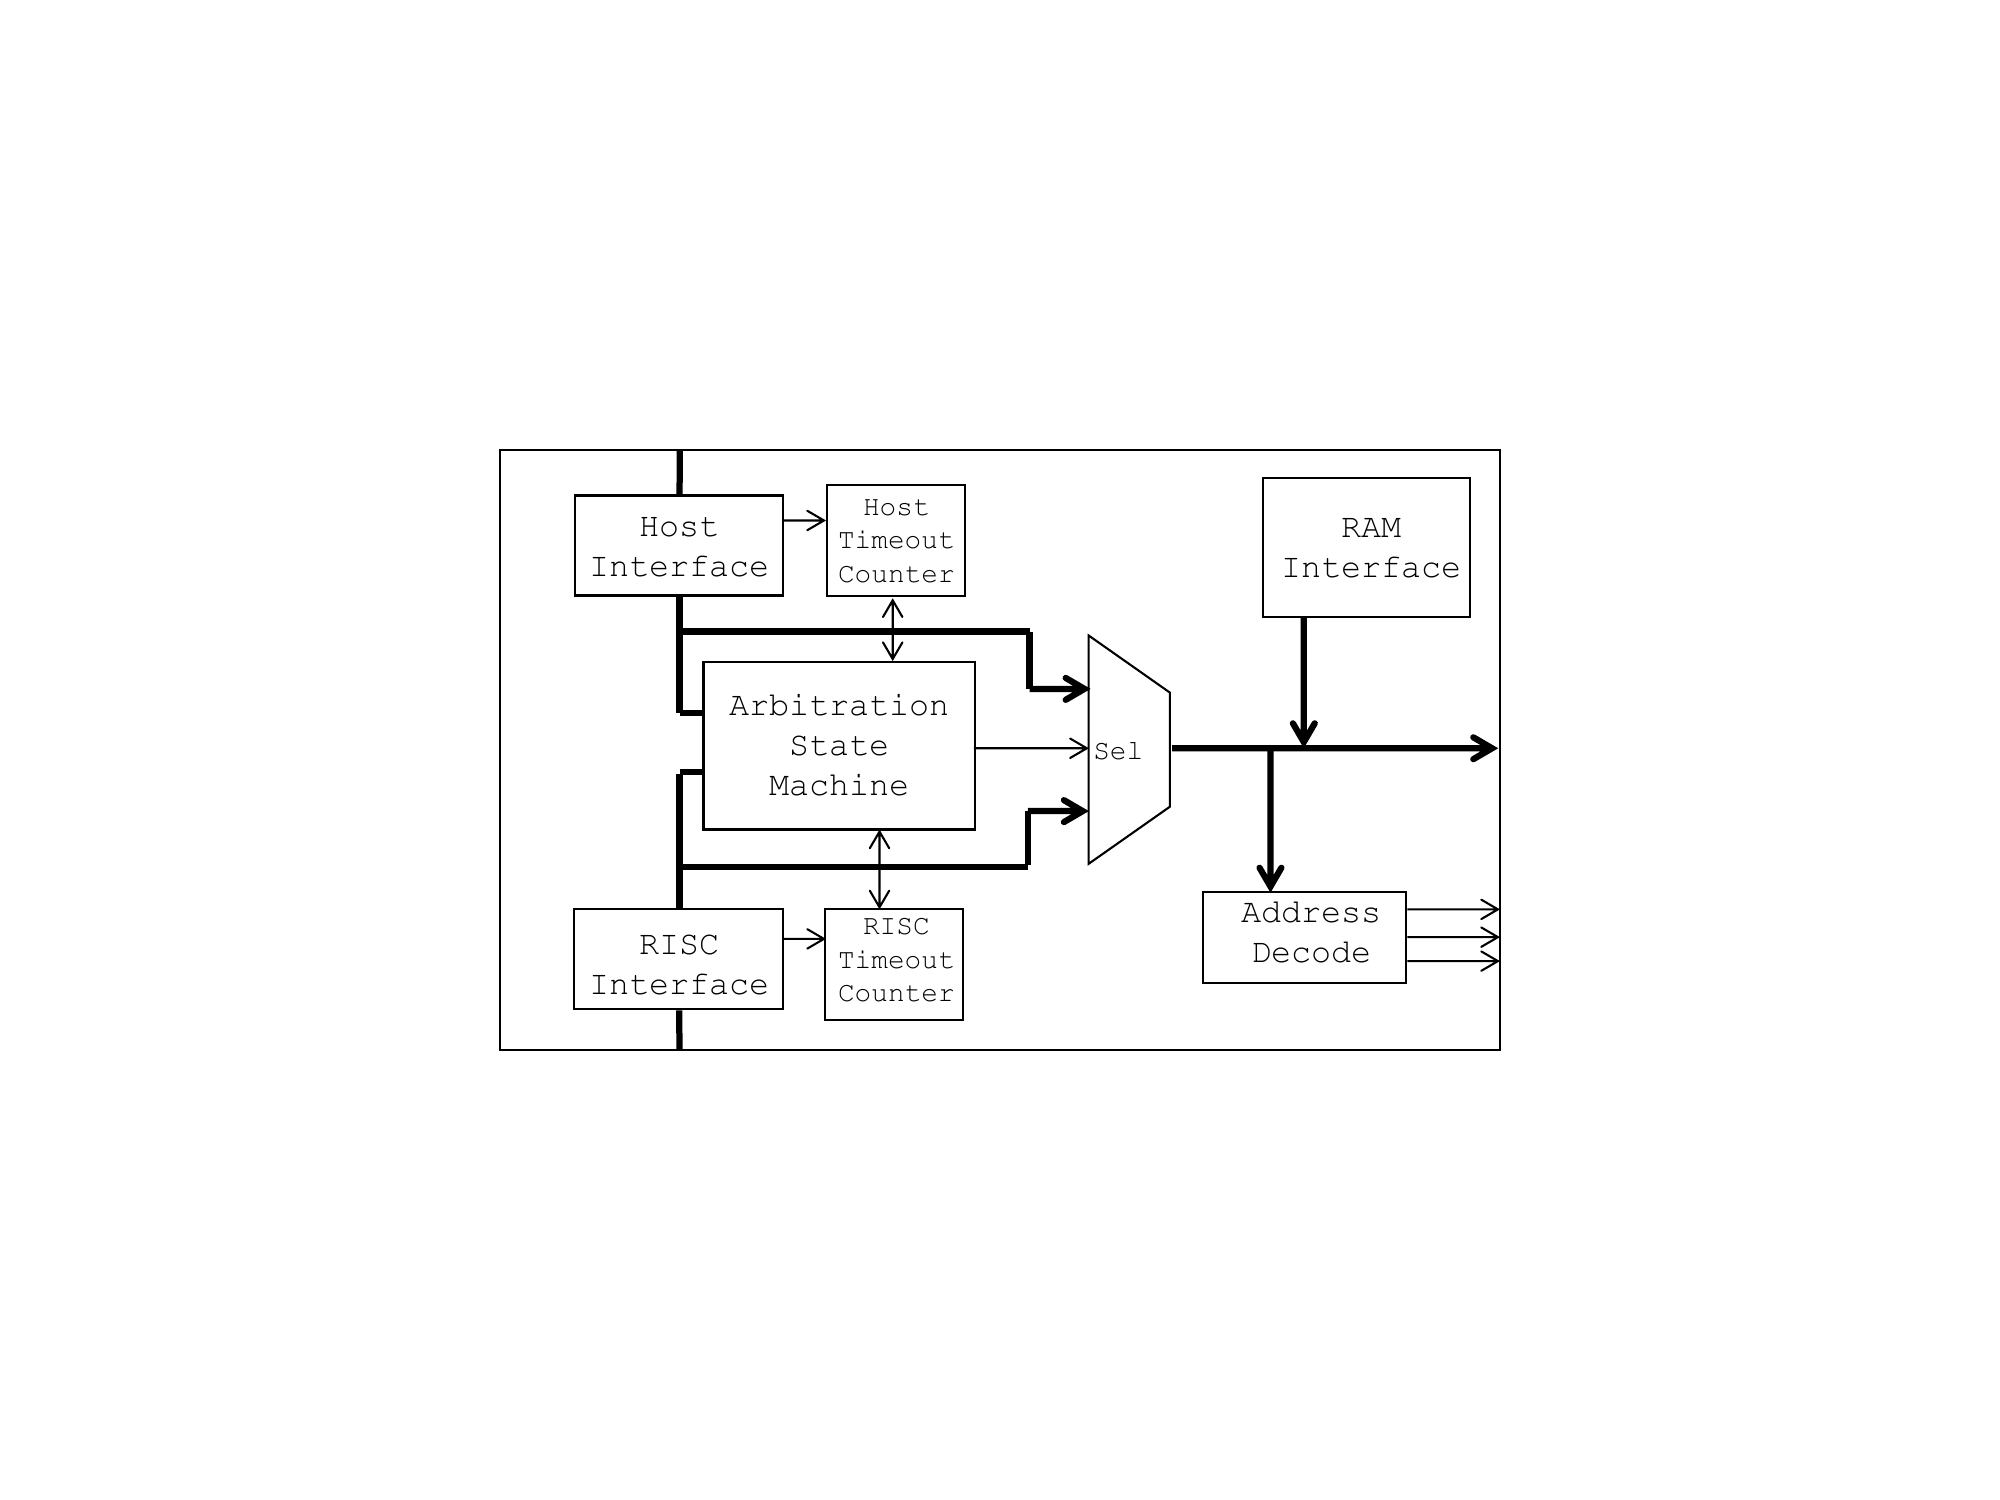 Host
Interface
Host
Timeout
Counter
RAM
Interface
Arbitration
State
Machine
Sel
RISC
Interface
RISC
Timeout
Counter
Address
Decode